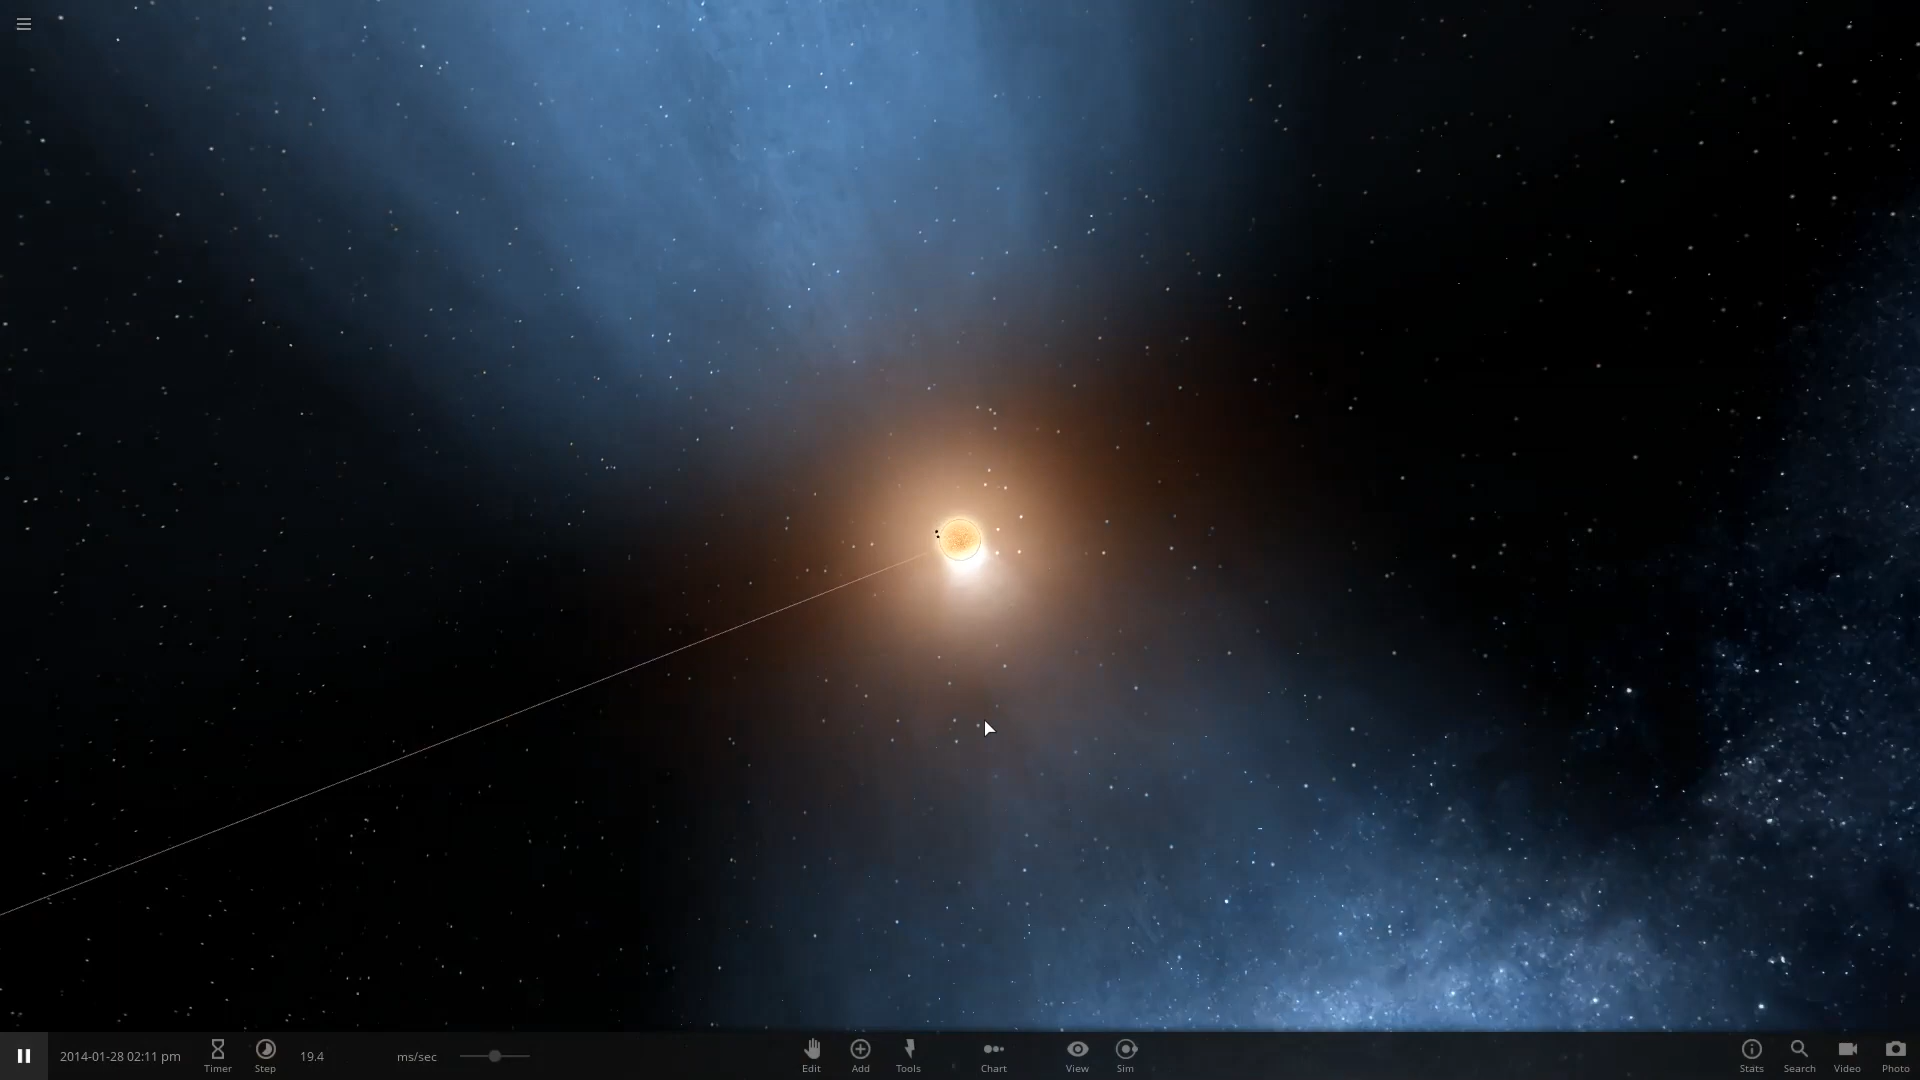 2014-01-28 02:11 pm
Timer
Step
19.4
ms/sec
Edit
Add
Tools
Chart
View
Sim
Stats
Search
Video
Photo